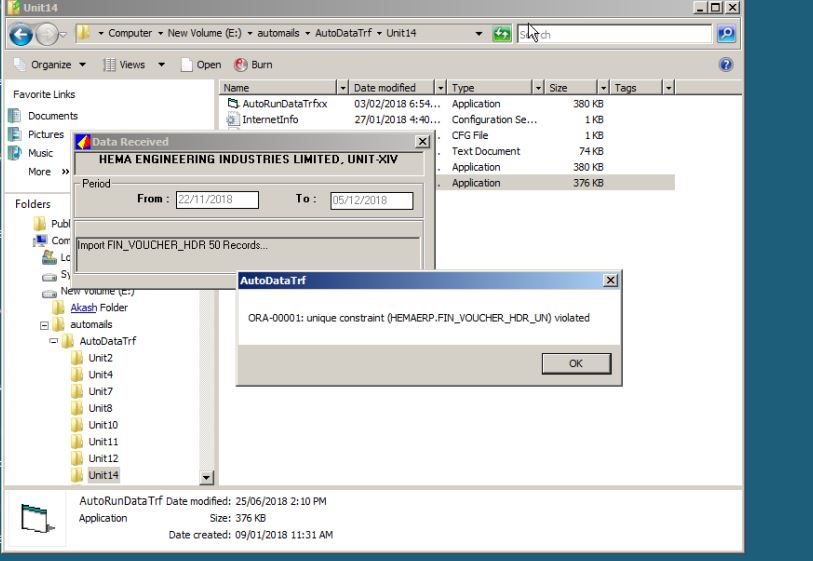 Unit14
Computer New Volume (E:) automails AutoDataTrf Unit14
Organize Views Open Burn
Favorite Links
Documents
Pictures
Music
More »
Name Date modified Type Size Tags
AutoRunDataTrfxx 03/02/2018 6:54... Application 380 KB
InternetInfo 27/01/2018 4:40... Configuration Se... 1 KB
CFG File 1 KB
Text Document 74 KB
Application 380 KB
Application 376 KB
Data Received
HEMA ENGINEERING INDUSTRIES LIMITED, UNIT-XIV
Period
From : 22/11/2018 To : 05/12/2018
Import FIN_VOUCHER_HDR 50 Records...
AutoDataTrf
ORA-00001: unique constraint (HEMAERP.FIN_VOUCHER_HDR_UN) violated
OK
Folders
New Volume (E:)
Akash Folder
automails
AutoDataTrf
Unit2
Unit4
Unit7
Unit8
Unit10
Unit11
Unit12
Unit14
AutoRunDataTrf Date modified: 25/06/2018 2:10 PM
Application Size: 376 KB
Date created: 09/01/2018 11:31 AM